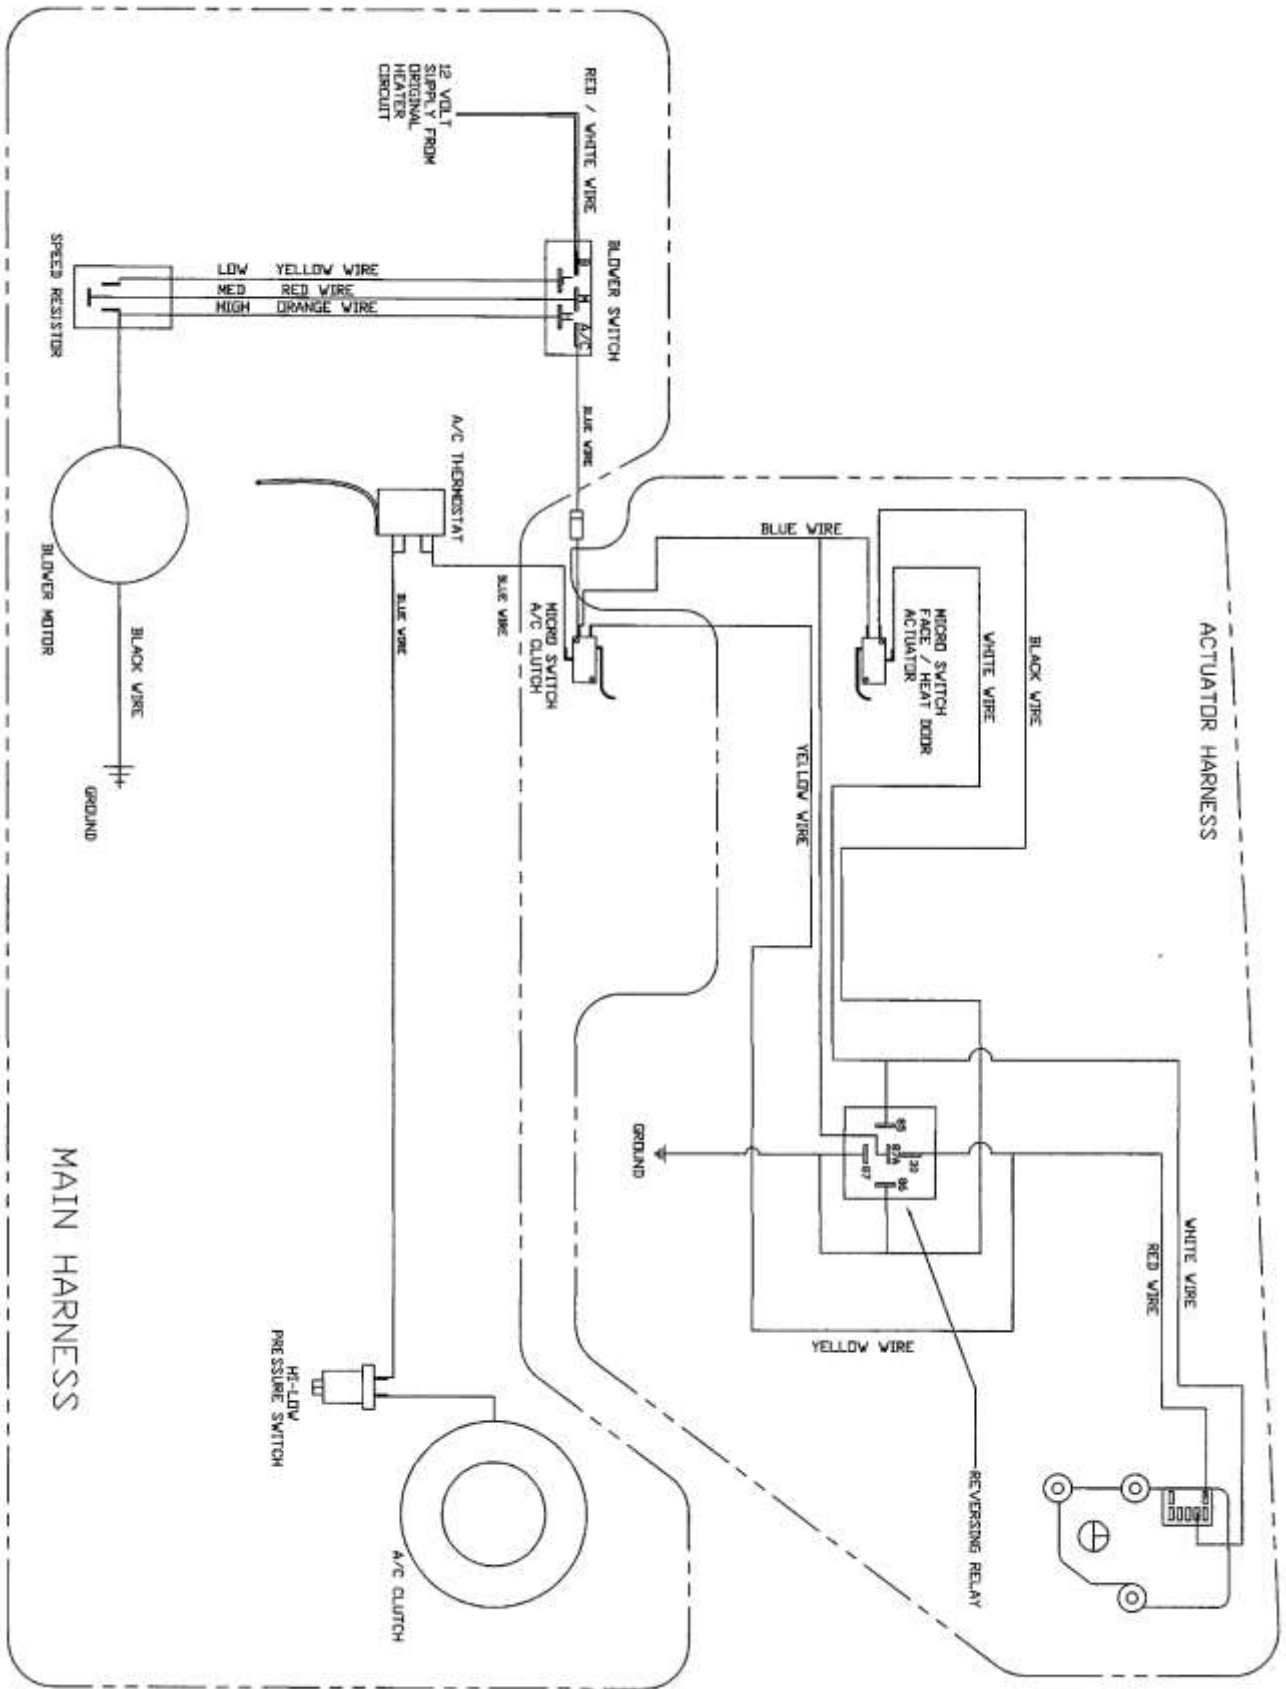 ACTUATOR HARNESS
12 VOLT
SUPPLY FROM
ORIGINAL
HEATER
CIRCUIT
RED / WHITE WIRE
BLOWER SWITCH
B
L
M
H
A/C
LOW YELLOW WIRE
MED RED WIRE
HIGH ORANGE WIRE
SPEED RESISTOR
BLUE WIRE
A/C THERMOSTAT
BLOWER MOTOR
BLACK WIRE
GROUND
BLUE WIRE
BLUE WIRE
MICRO SWITCH
A/C CLUTCH
BLUE WIRE
MICRO SWITCH
FACE / HEAT DOOR
ACTUATOR
WHITE WIRE
BLACK WIRE
YELLOW WIRE
85
87A
30
87
86
GROUND
WHITE WIRE
RED WIRE
YELLOW WIRE
REVERSING RELAY
HI-LOW
PRESSURE SWITCH
A/C CLUTCH
MAIN HARNESS